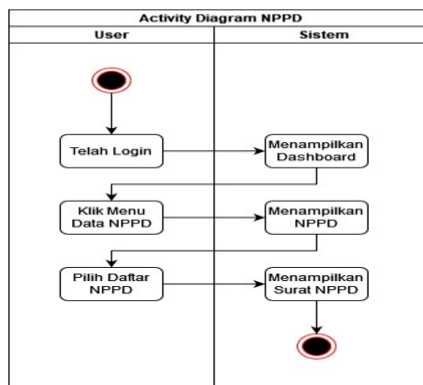 Activity Diagram NPPD
User
Sistem
Telah Login
Menampilkan
Dashboard
Klik Menu
Data NPPD
Menampilkan
NPPD
Pilih Daftar
NPPD
Menampilkan
Surat NPPD